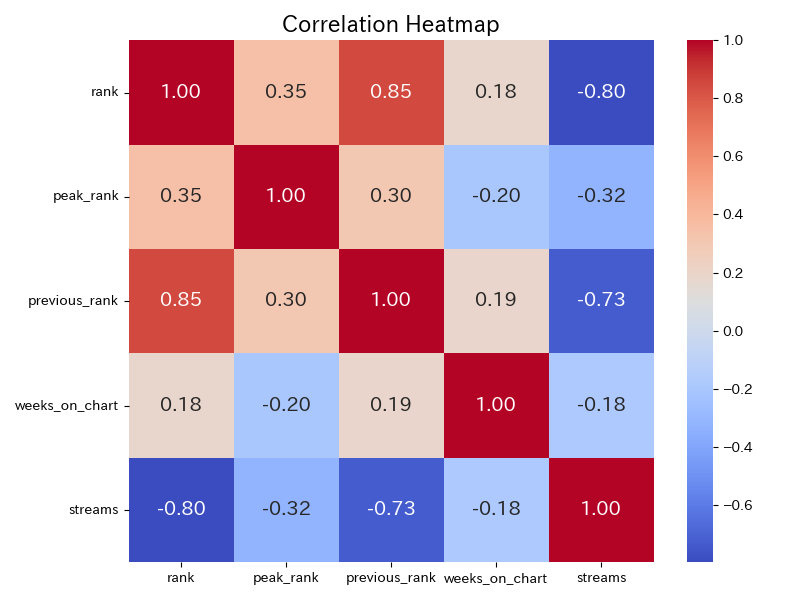 Correlation Heatmap
rank 1.00 0.35 0.85 0.18 -0.80
peak_rank 0.35 1.00 0.30 -0.20 -0.32
previous_rank 0.85 0.30 1.00 0.19 -0.73
weeks_on_chart 0.18 -0.20 0.19 1.00 -0.18
streams -0.80 -0.32 -0.73 -0.18 1.00
rank peak_rank previous_rank weeks_on_chart streams
1.0
0.8
0.6
0.4
0.2
0.0
−0.2
−0.4
−0.6